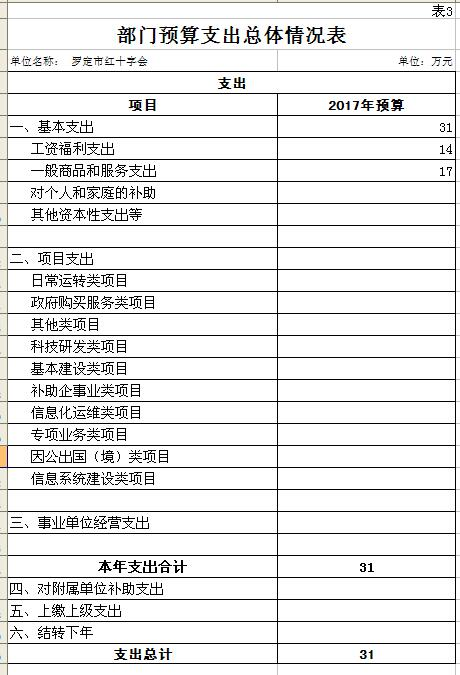 表3
部门预算支出总体情况表
单位名称： 罗定市红十字会 单位：万元
支出
项目 2017年预算
一、基本支出 31
工资福利支出 14
一般商品和服务支出 17
对个人和家庭的补助
其他资本性支出等
二、项目支出
日常运转类项目
政府购买服务类项目
其他类项目
科技研发类项目
基本建设类项目
补助企事业类项目
信息化运维类项目
专项业务类项目
因公出国（境）类项目
信息系统建设类项目
三、事业单位经营支出
本年支出合计 31
四、对附属单位补助支出
五、上缴上级支出
六、结转下年
支出总计 31